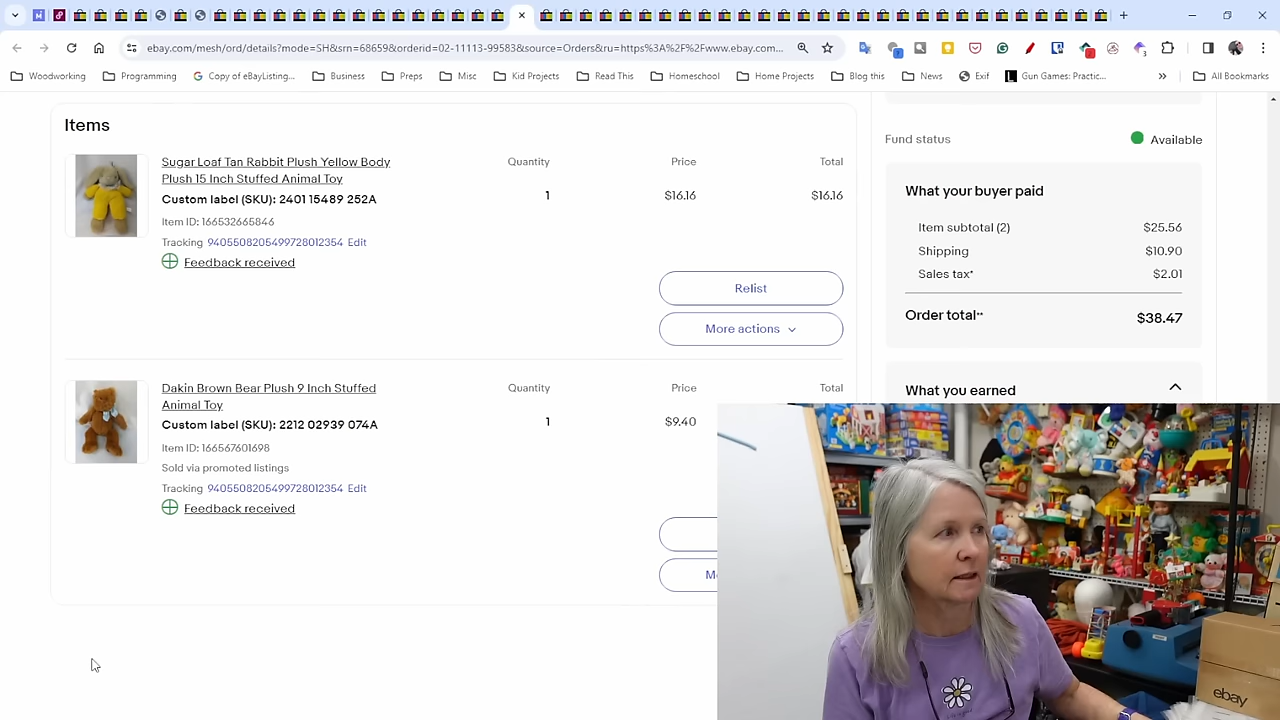 ebay.com/mesh/ord/details?mode=SH&srn=68659&orderid=02-11113-99583&source=Orders&ru=https%3A%2F%2Fwww.ebay.com...
Woodworking
Programming
Copy of eBayListing...
Business
Preps
Misc
Kid Projects
Read This
Homeschool
Home Projects
Blog this
News
Exif
Gun Games: Practic...
»
All Bookmarks
Items
Sugar Loaf Tan Rabbit Plush Yellow Body
Plush 15 Inch Stuffed Animal Toy
Custom label (SKU): 2401 15489 252A
Item ID: 166532665846
Tracking 9405508205499728012354 Edit
Feedback received
Quantity
1
Price
$16.16
Total
$16.16
Relist
More actions
Dakin Brown Bear Plush 9 Inch Stuffed
Animal Toy
Custom label (SKU): 2212 02939 074A
Item ID: 166567601698
Sold via promoted listings
Tracking 9405508205499728012354 Edit
Feedback received
Quantity
1
Price
$9.40
Total
Fund status
Available
What your buyer paid
Item subtotal (2) $25.56
Shipping $10.90
Sales tax* $2.01
Order total** $38.47
What you earned
ebay